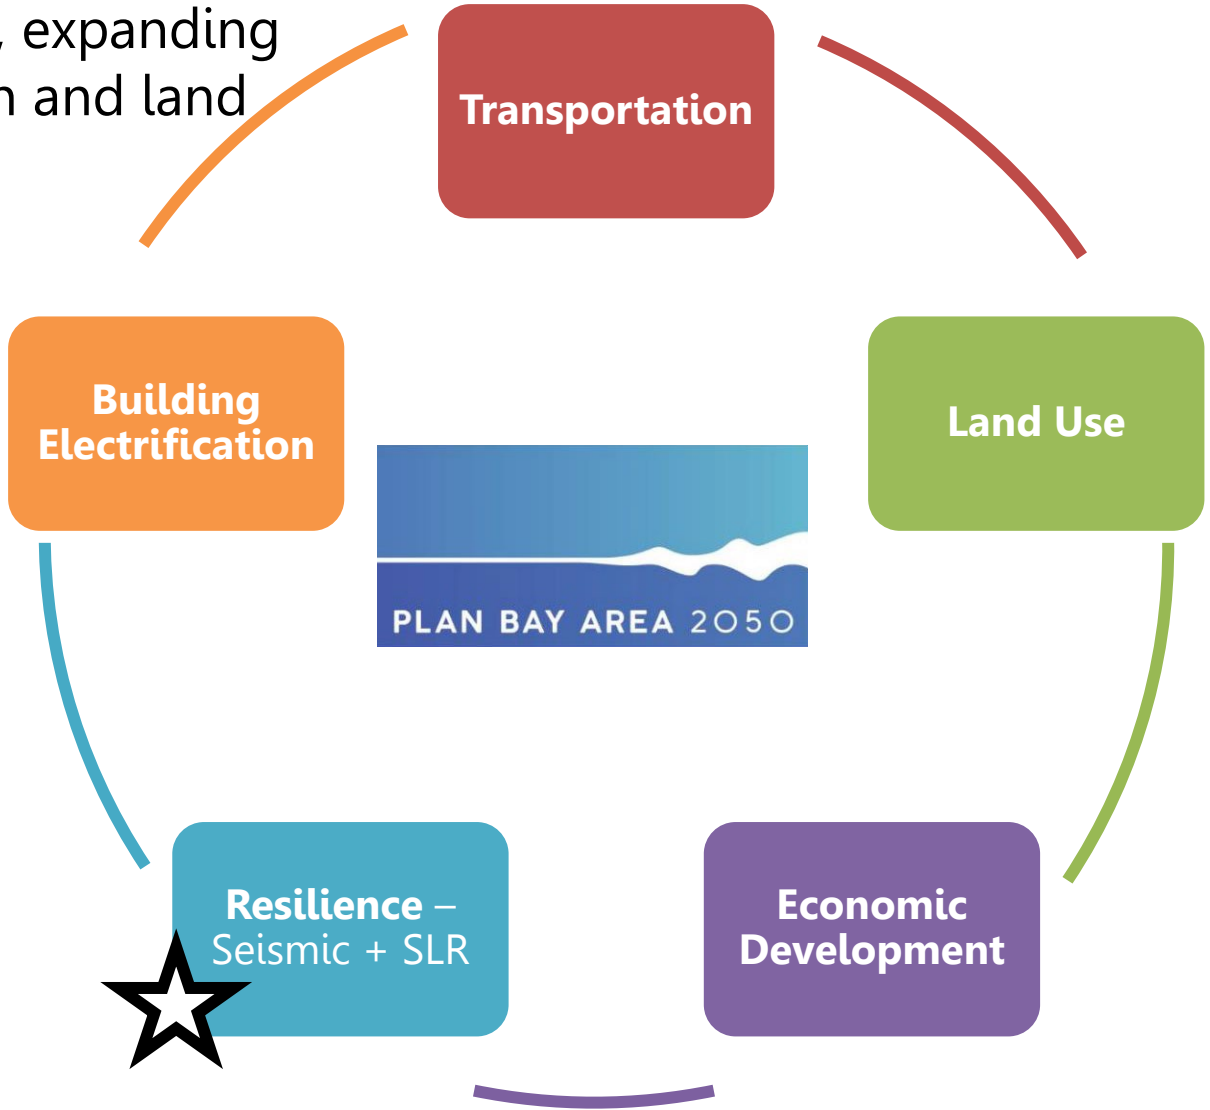 , expanding
n and land
Transportation
Building
Electrification
Land Use
PLAN BAY AREA 2050
Resilience –
Seismic + SLR
Economic
Development